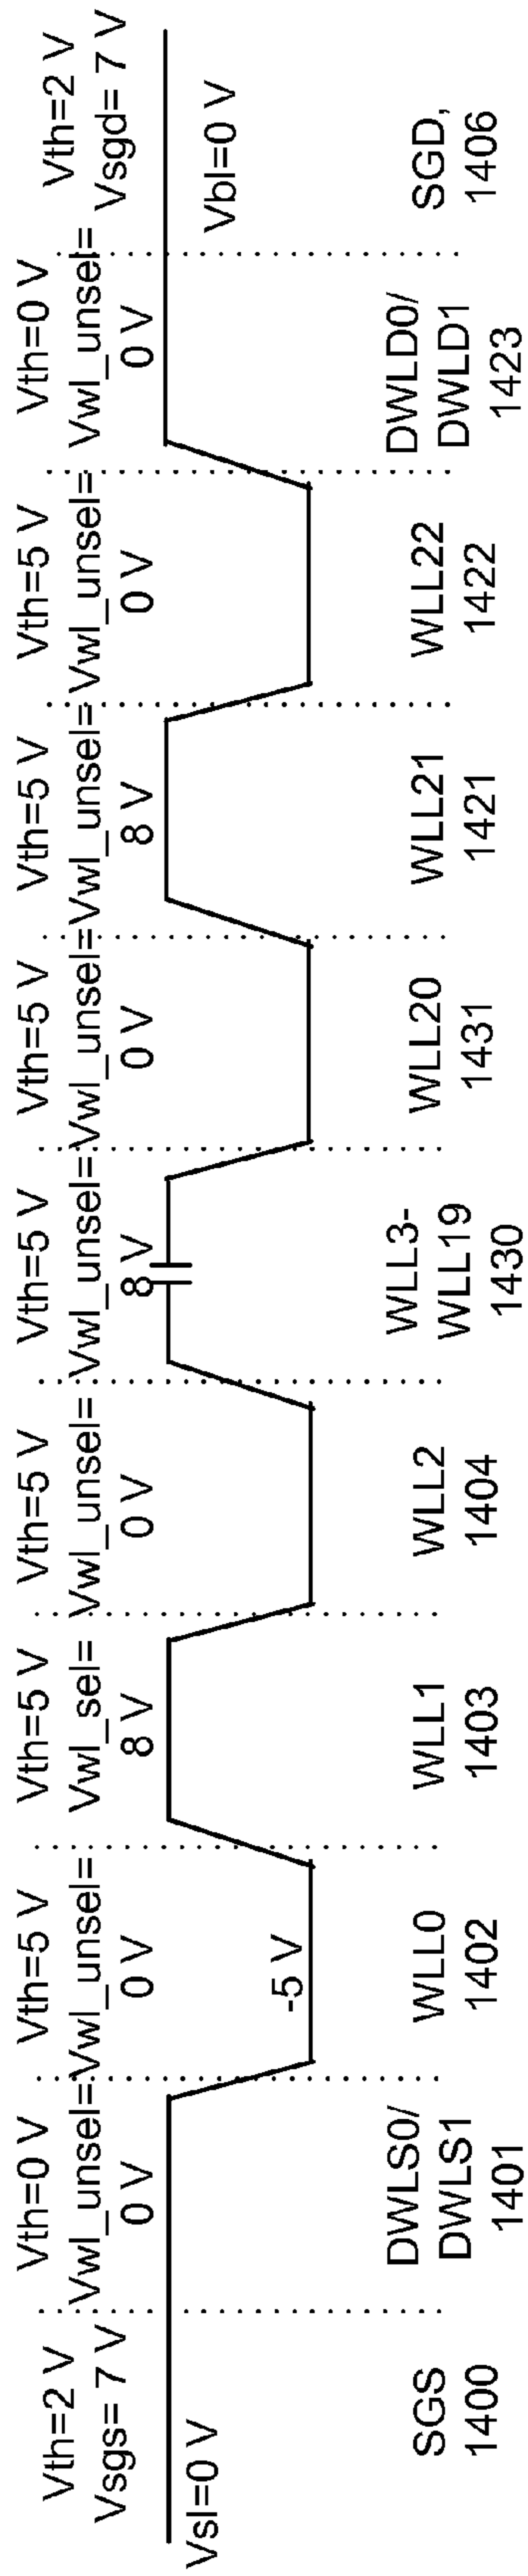 Vth=2 V
Vsgs= 7 V
Vsl=0 V
SGS
1400
Vth=0 V
Vwl_unsel=
0 V
DWLS0/
DWLS1
1401
Vth=5 V
Vwl_unsel=
0 V
-5 V
WLL0
1402
Vth=5 V
Vwl_sel=
8 V
WLL1
1403
Vth=5 V
Vwl_unsel=
0 V
WLL2
1404
Vth=5 V
Vwl_unsel=
8 V
WLL3-
WLL19
1430
Vth=5 V
Vwl_unsel=
0 V
WLL20
1431
Vth=5 V
Vwl_unsel=
8 V
WLL21
1421
Vth=5 V
Vwl_unsel=
0 V
WLL22
1422
Vth=0 V
Vwl_unsel=
0 V
DWLD0/
DWLD1
1423
Vth=2 V
Vsgd= 7 V
Vbl=0 V
SGD,
1406